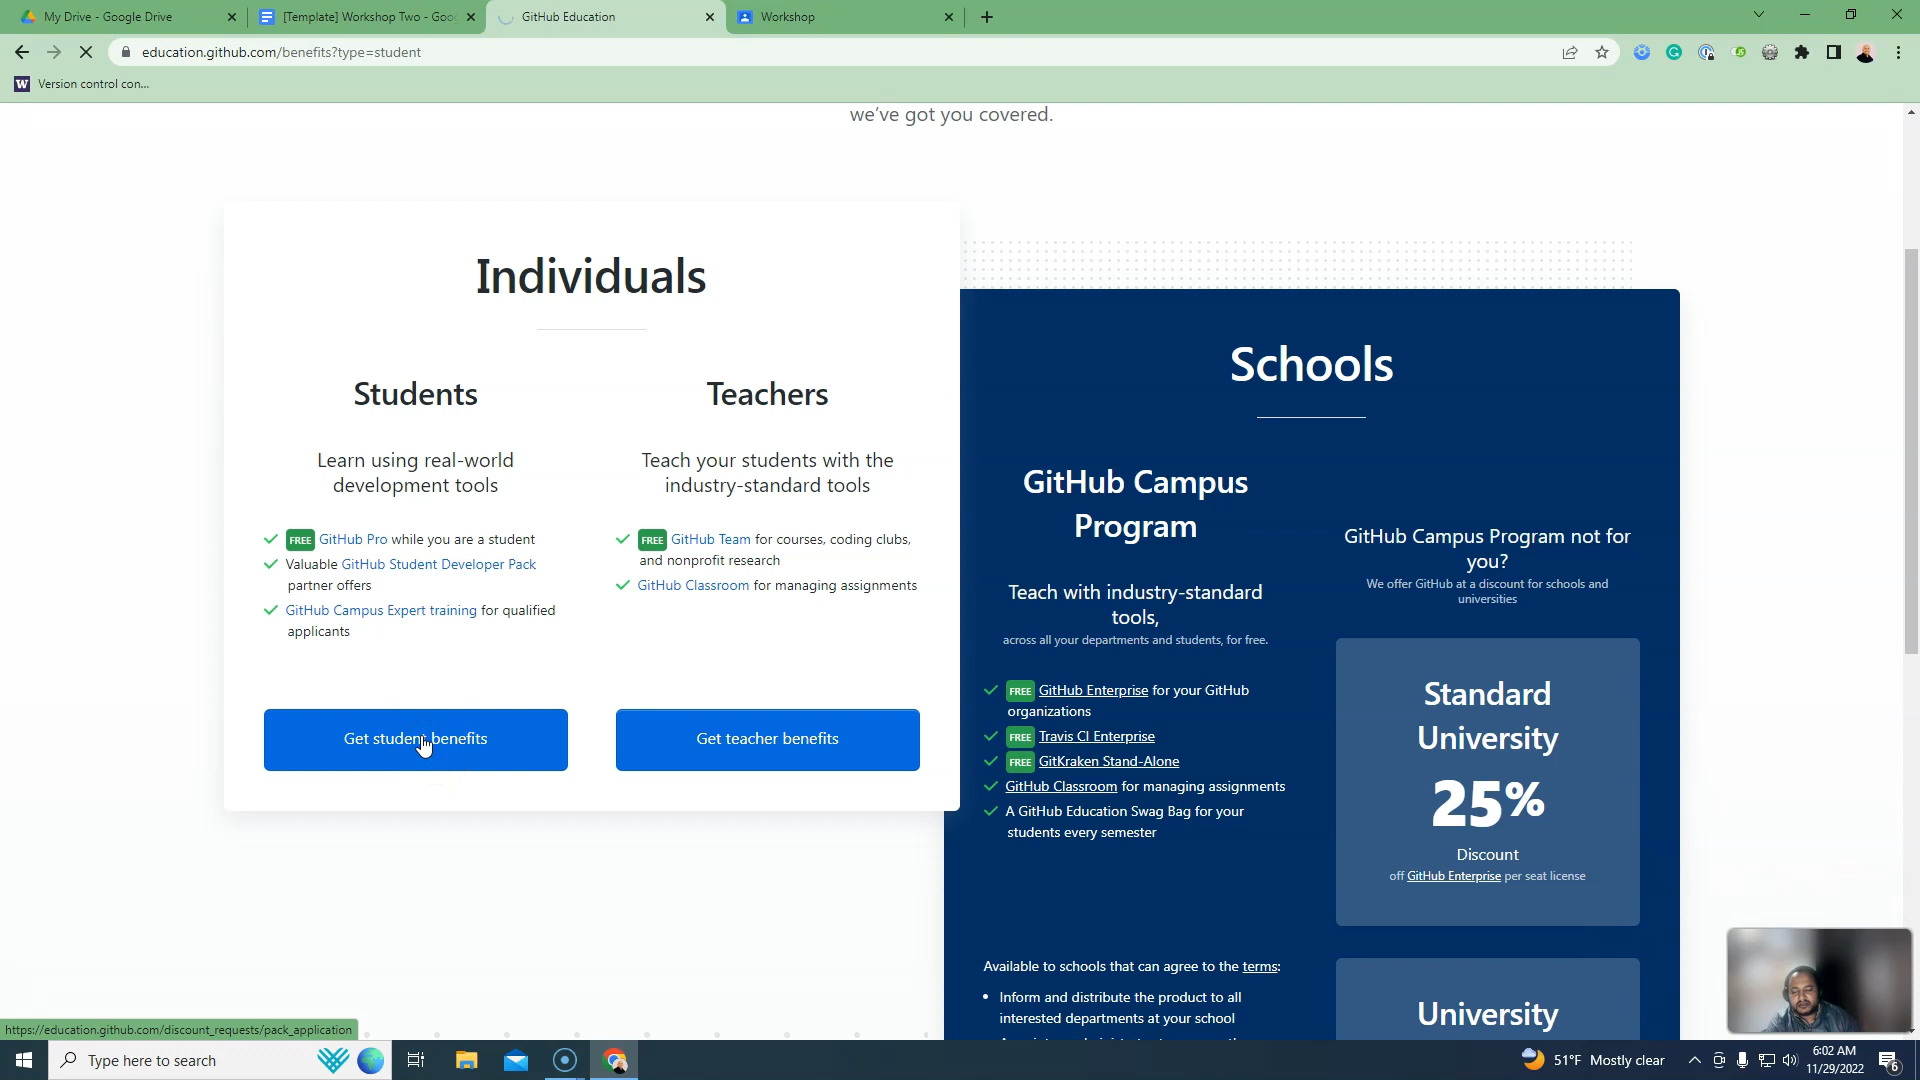 My Drive - Google Drive
[Template] Workshop Two - Goog
GitHub Education
Workshop
education.github.com/benefits?type=student
W Version control con...
we've got you covered.
Individuals
Students
Learn using real-world
development tools
FREE GitHub Pro while you are a student
Valuable GitHub Student Developer Pack
partner offers
GitHub Campus Expert training for qualified
applicants
Get student benefits
Teachers
Teach your students with the
industry-standard tools
FREE GitHub Team for courses, coding clubs,
and nonprofit research
GitHub Classroom for managing assignments
Get teacher benefits
Schools
GitHub Campus
Program
Teach with industry-standard
tools,
across all your departments and students, for free.
FREE GitHub Enterprise for your GitHub
organizations
FREE Travis CI Enterprise
FREE GitKraken Stand-Alone
GitHub Classroom for managing assignments
A GitHub Education Swag Bag for your
students every semester
Available to schools that can agree to the terms:
• Inform and distribute the product to all
interested departments at your school
GitHub Campus Program not for
you?
We offer GitHub at a discount for schools and
universities
Standard
University
25%
Discount
off GitHub Enterprise per seat license
University
https://education.github.com/discount_requests/pack_application
Type here to search
51°F Mostly clear
6:02 AM
11/29/2022
6